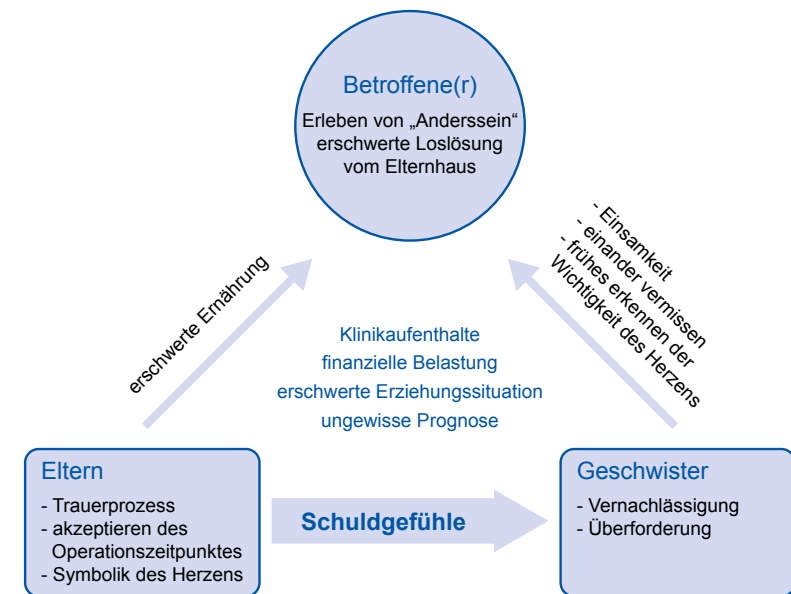 Betroffene(r)
Erleben von „Anderssein“
erschwerte Loslösung
vom Elternhaus
erschwerte Ernährung
- Einsamkeit
- einander vermissen
- frühes erkennen der
Wichtigkeit des Herzens
Klinikaufenthalte
finanzielle Belastung
erschwerte Erziehungssituation
ungewisse Prognose
Eltern
- Trauerprozess
- akzeptieren des
Operationszeitpunktes
- Symbolik des Herzens
Schuldgefühle
Geschwister
- Vernachlässigung
- Überforderung